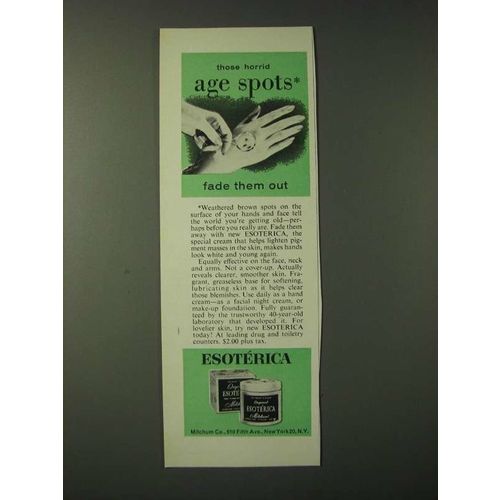 those horrid
age spots*
fade them out
*Weathered brown spots on the
surface of your hands and face tell
the world you're getting old—per-
haps before you really are. Fade them
away with new ESOTERICA, the
special cream that helps lighten pig-
ment masses in the skin, makes hands
look white and young again.
Equally effective on the face, neck
and arms. Not a cover-up. Actually
reveals clearer, smoother skin. Fra-
grant, greaseless base for softening,
lubricating skin as it helps clear
those blemishes. Use daily as a hand
cream—as a facial night cream, or
make-up foundation. Fully guaran-
teed by the trustworthy 40-year-old
laboratory that developed it. For
lovelier skin, try new ESOTERICA
today! At leading drug and toiletry
counters. $2.00 plus tax.
ESOTÉRICA
ESOTÉRICA
Mitchum
Mitchum Co., 610 Fifth Ave., New York 20, N.Y.